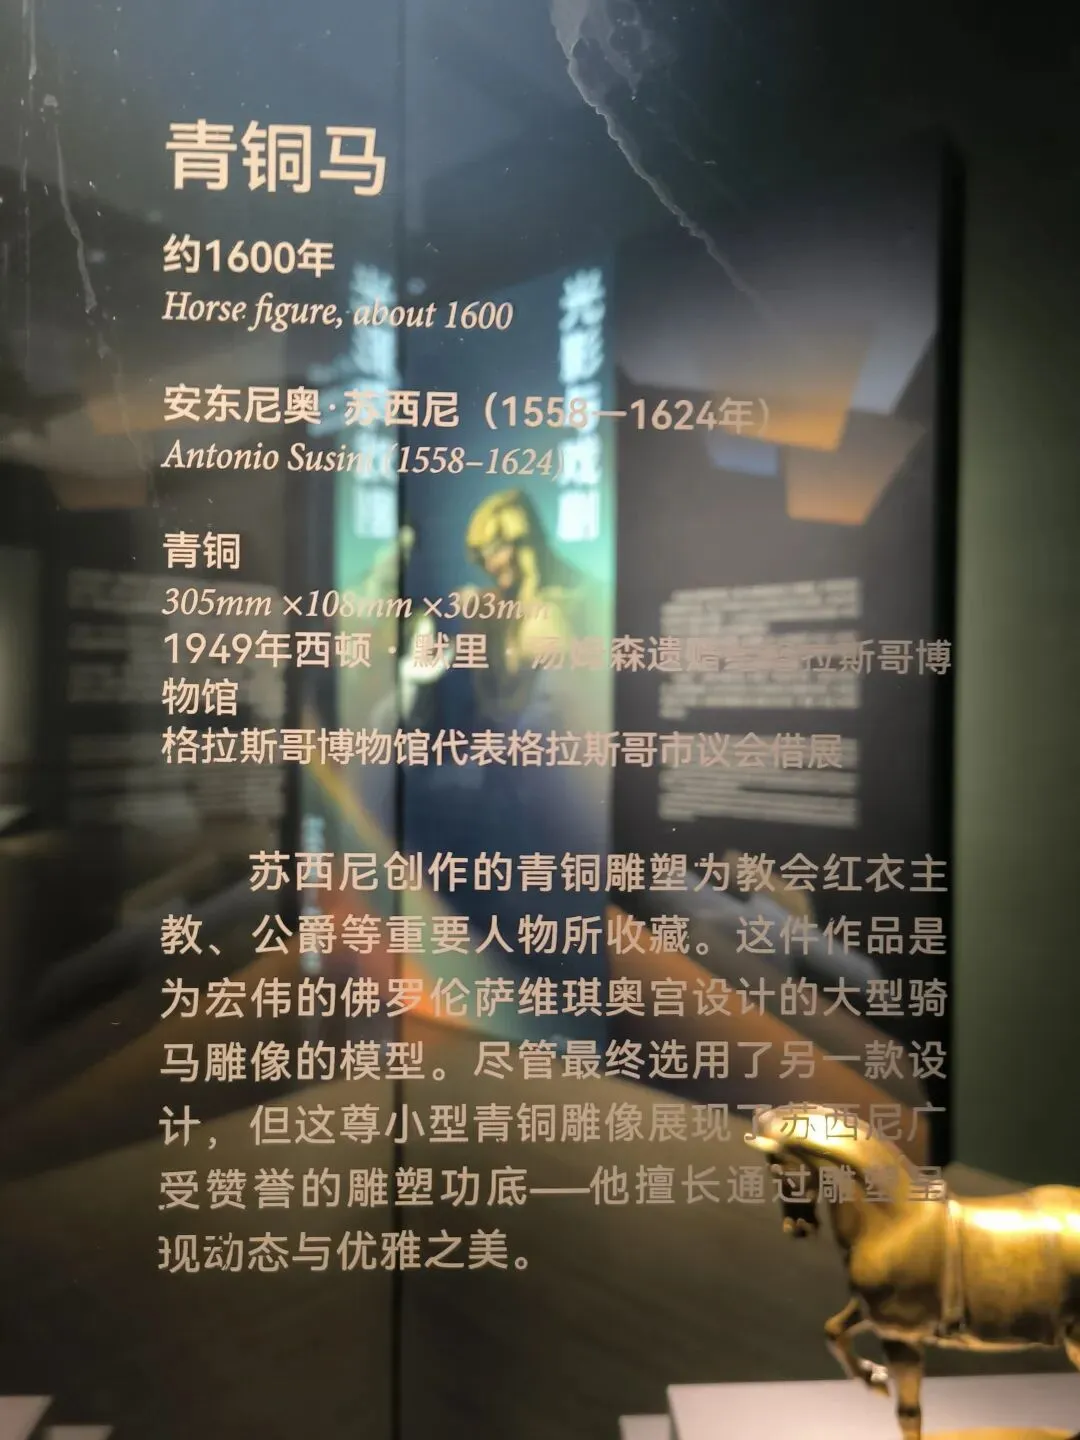 青铜马
约1600年
Horse figure, about 1600
安东尼奥·苏西尼（1558—1624年）
Antonio Susini (1558–1624)
青铜
305mm ×108mm ×303mm
1949年西顿·默里·汤姆森遗赠给格拉斯哥博
物馆
格拉斯哥博物馆代表格拉斯哥市议会借展
苏西尼创作的青铜雕塑为教会红衣主
教、公爵等重要人物所收藏。这件作品是
为宏伟的佛罗伦萨维琪奥宫设计的大型骑
马雕像的模型。尽管最终选用了另一款设
计，但这尊小型青铜雕像展现了苏西尼广
受赞誉的雕塑功底——他擅长通过雕塑呈
现动态与优雅之美。